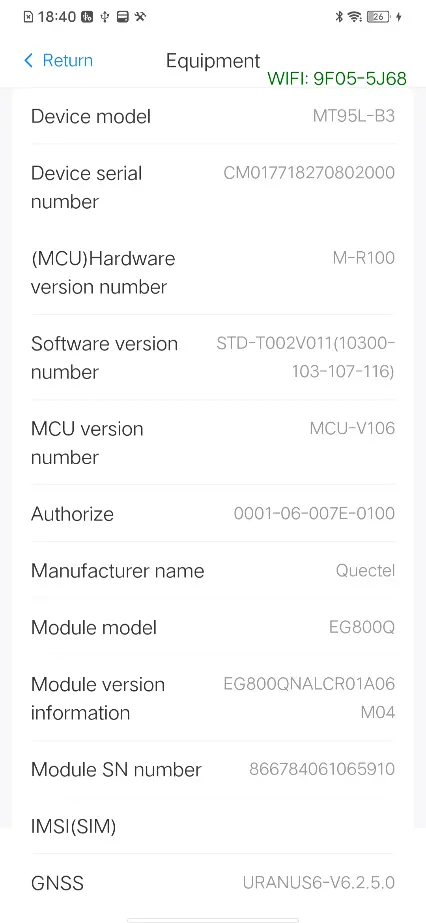 18:40
26
Return
Equipment
WIFI: 9F05-5J68
Device model
MT95L-B3
Device serial
number
CM017718270802000
(MCU)Hardware
version number
M-R100
Software version
number
STD-T002V011(10300-
103-107-116)
MCU version
number
MCU-V106
Authorize
0001-06-007E-0100
Manufacturer name
Quectel
Module model
EG800Q
Module version
information
EG800QNALCR01A06
M04
Module SN number
866784061065910
IMSI(SIM)
GNSS
URANUS6-V6.2.5.0